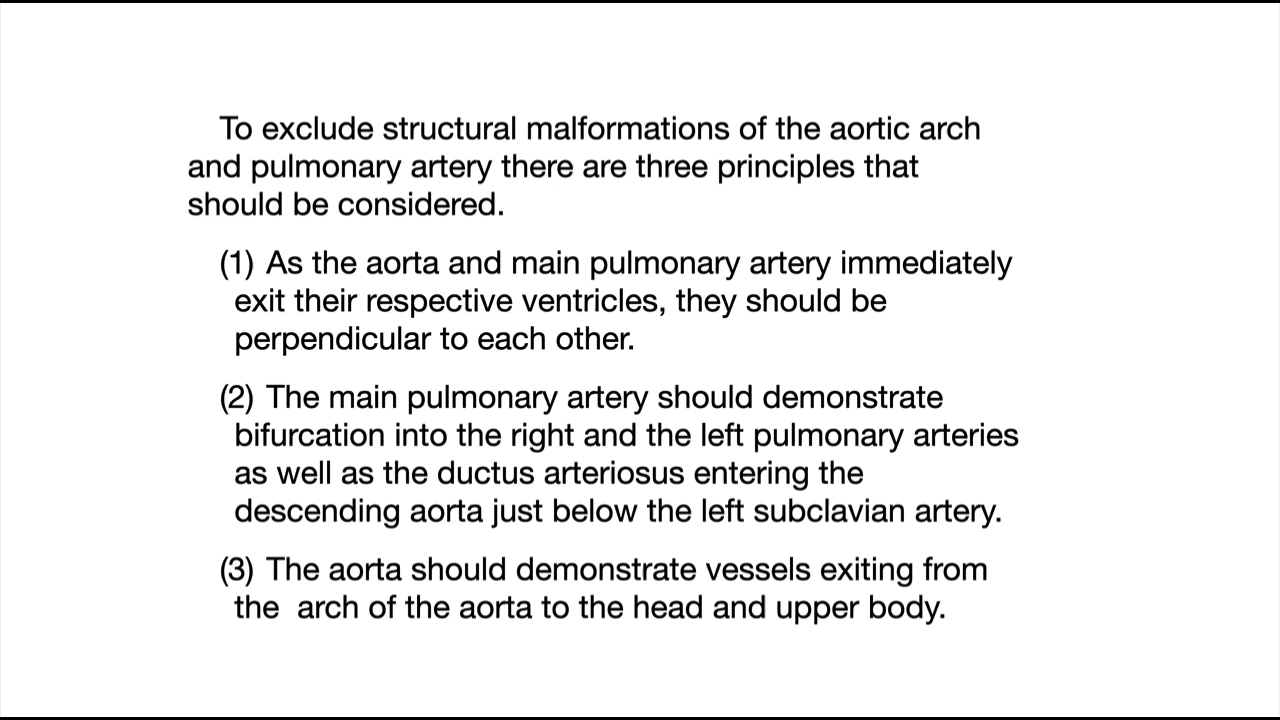 To exclude structural malformations of the aortic arch
and pulmonary artery there are three principles that
should be considered.
(1) As the aorta and main pulmonary artery immediately
exit their respective ventricles, they should be
perpendicular to each other.
(2) The main pulmonary artery should demonstrate
bifurcation into the right and the left pulmonary arteries
as well as the ductus arteriosus entering the
descending aorta just below the left subclavian artery.
(3) The aorta should demonstrate vessels exiting from
the  arch of the aorta to the head and upper body.